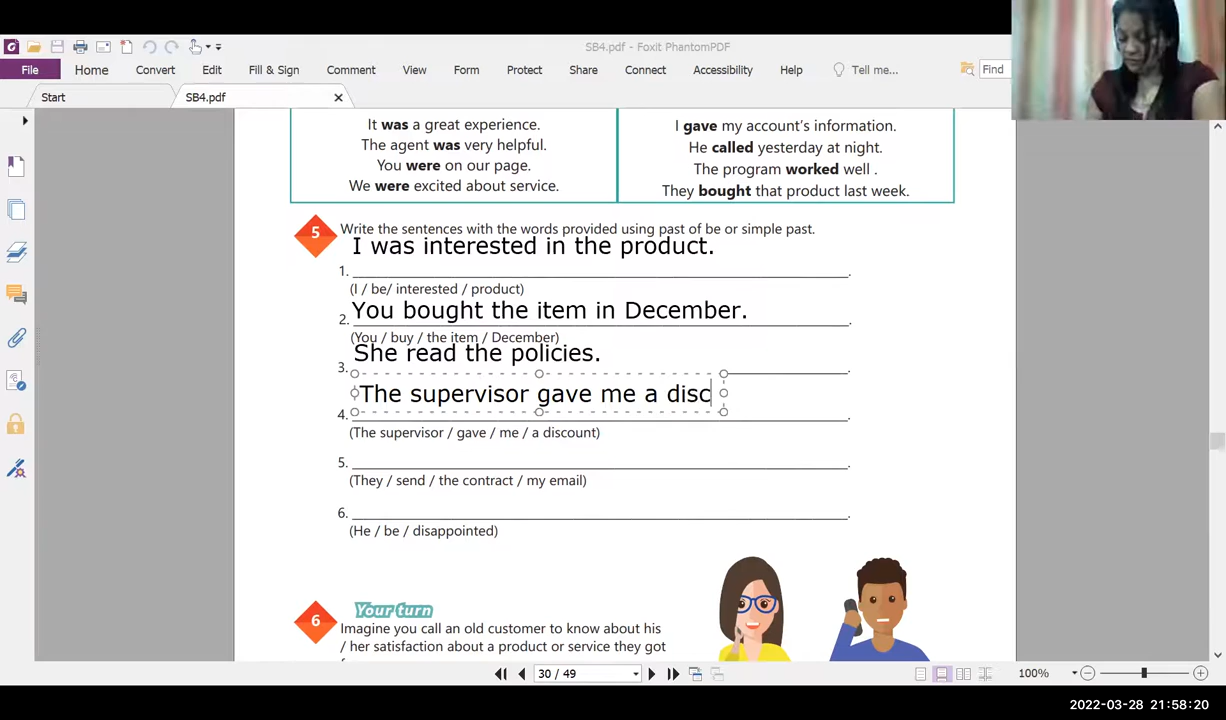 SB4.pdf - Foxit PhantomPDF
File Home Convert Edit Fill & Sign Comment View Form Protect Share Connect Accessibility Help Tell me... Find
Start SB4.pdf
It was a great experience.
The agent was very helpful.
You were on our page.
We were excited about service.
I gave my account's information.
He called yesterday at night.
The program worked well .
They bought that product last week.
5 Write the sentences with the words provided using past of be or simple past.
I was interested in the product.
1. .
(I / be/ interested / product)
You bought the item in December.
2. .
(You / buy / the item / December)
She read the policies.
3. .
The supervisor gave me a disc
4. .
(The supervisor / gave / me / a discount)
5. .
(They / send / the contract / my email)
6. .
(He / be / disappointed)
6 Your turn
Imagine you call an old customer to know about his
/ her satisfaction about a product or service they got
30 / 49
100%
2022-03-28 21:58:20